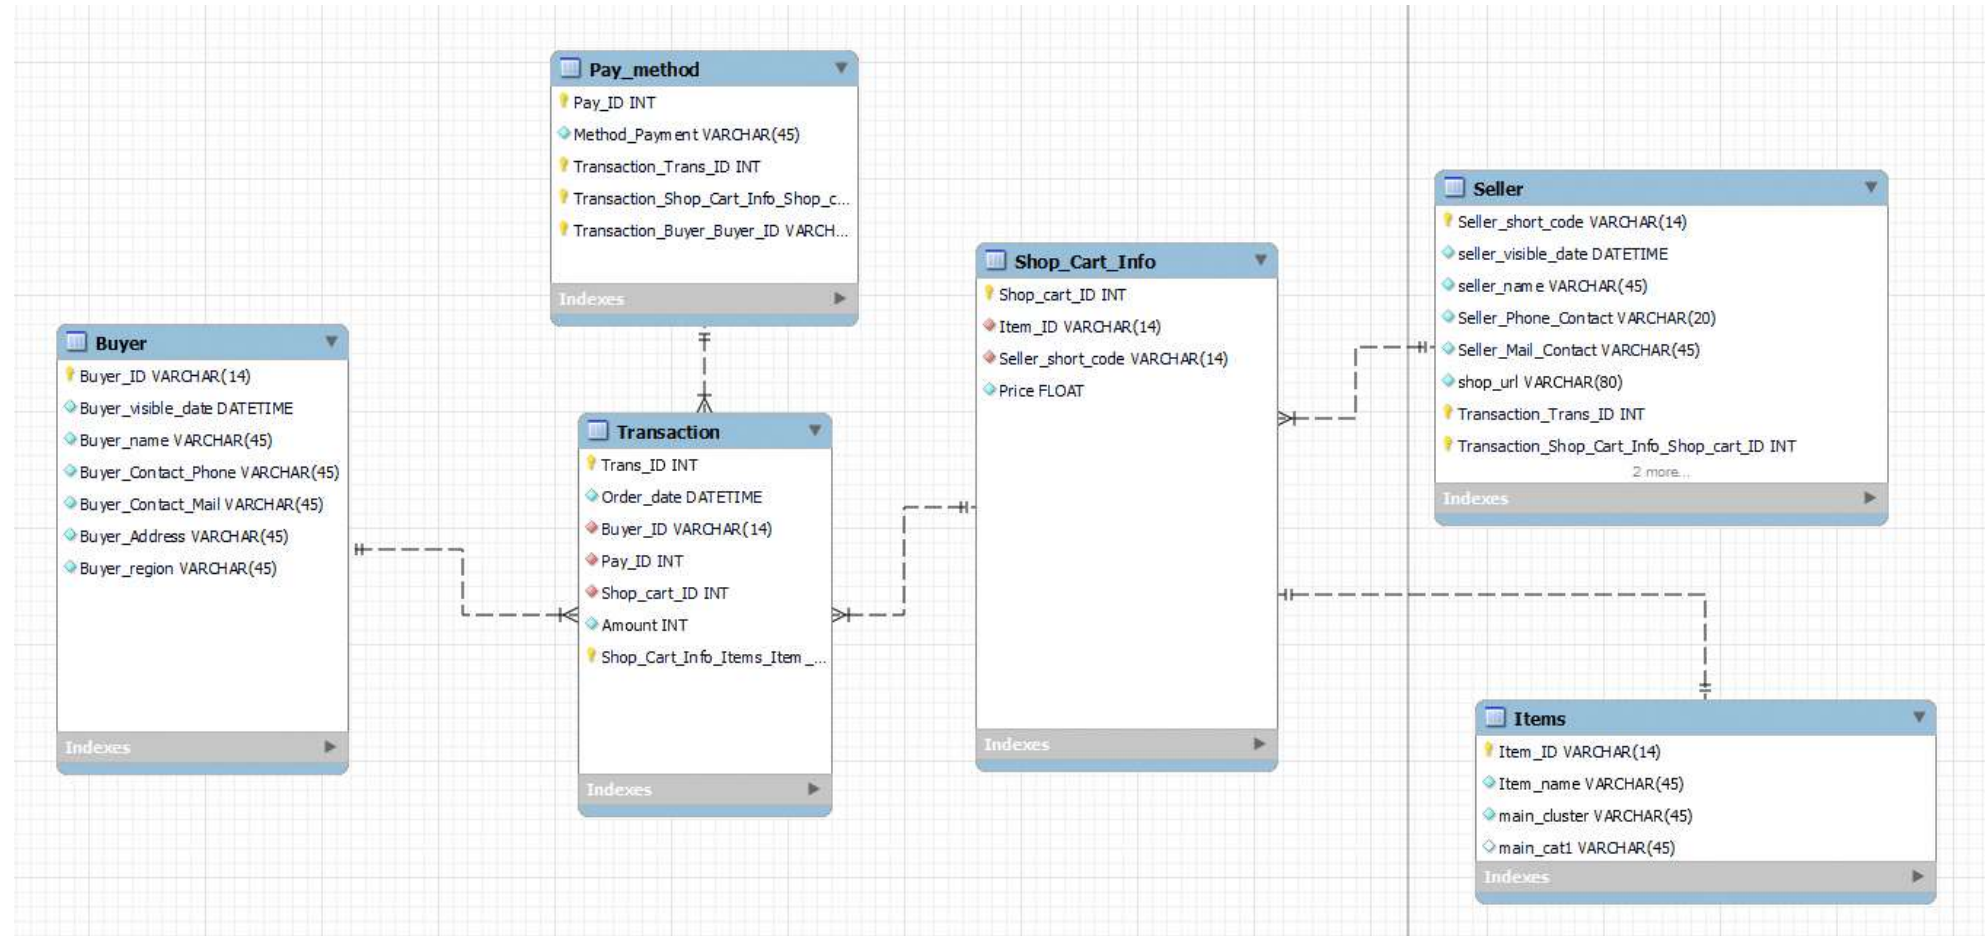 Pay_method
Pay_ID INT
Method_Payment VARCHAR(45)
Transaction_Trans_ID INT
Transaction_Shop_Cart_Info_Shop_c...
Transaction_Buyer_Buyer_ID VARCH...
Indexes
Buyer
Buyer_ID VARCHAR(14)
Buyer_visible_date DATETIME
Buyer_name VARCHAR(45)
Buyer_Contact_Phone VARCHAR(45)
Buyer_Contact_Mail VARCHAR(45)
Buyer_Address VARCHAR(45)
Buyer_region VARCHAR(45)
Indexes
Transaction
Trans_ID INT
Order_date DATETIME
Buyer_ID VARCHAR(14)
Pay_ID INT
Shop_cart_ID INT
Amount INT
Shop_Cart_Info_Items_Item_...
Indexes
Shop_Cart_Info
Shop_cart_ID INT
Item_ID VARCHAR(14)
Seller_short_code VARCHAR(14)
Price FLOAT
Indexes
Seller
Seller_short_code VARCHAR(14)
seller_visible_date DATETIME
seller_name VARCHAR(45)
Seller_Phone_Contact VARCHAR(20)
Seller_Mail_Contact VARCHAR(45)
shop_url VARCHAR(80)
Transaction_Trans_ID INT
Transaction_Shop_Cart_Info_Shop_cart_ID INT
2 more...
Indexes
Items
Item_ID VARCHAR(14)
Item_name VARCHAR(45)
main_cluster VARCHAR(45)
main_cat1 VARCHAR(45)
Indexes